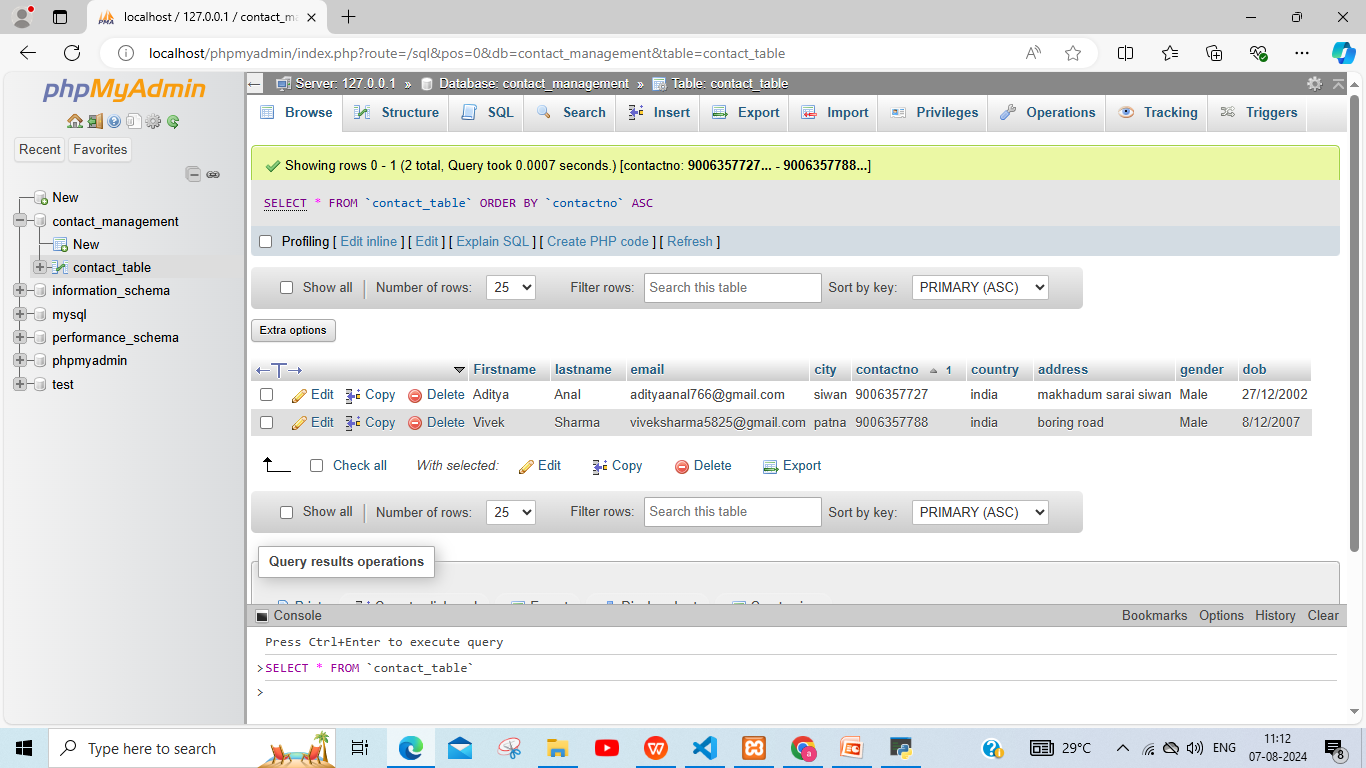 localhost / 127.0.0.1 / contact_ma
localhost/phpmyadmin/index.php?route=/sql&pos=0&db=contact_management&table=contact_table
phpMyAdmin
Recent Favorites
New
contact_management
New
contact_table
information_schema
mysql
performance_schema
phpmyadmin
test
Server: 127.0.0.1 » Database: contact_management » Table: contact_table
Browse Structure SQL Search Insert Export Import Privileges Operations Tracking Triggers
Showing rows 0 - 1 (2 total, Query took 0.0007 seconds.) [contactno: 9006357727... - 9006357788...]
SELECT * FROM `contact_table` ORDER BY `contactno` ASC
Profiling [ Edit inline ] [ Edit ] [ Explain SQL ] [ Create PHP code ] [ Refresh ]
Show all Number of rows: 25 Filter rows: Search this table Sort by key: PRIMARY (ASC)
Extra options
←T→ Firstname lastname email city contactno 1 country address gender dob
Edit Copy Delete Aditya Anal adityaanal766@gmail.com siwan 9006357727 india makhadum sarai siwan Male 27/12/2002
Edit Copy Delete Vivek Sharma viveksharma5825@gmail.com patna 9006357788 india boring road Male 8/12/2007
Check all With selected: Edit Copy Delete Export
Show all Number of rows: 25 Filter rows: Search this table Sort by key: PRIMARY (ASC)
Query results operations
Console Bookmarks Options History Clear
Press Ctrl+Enter to execute query
>SELECT * FROM `contact_table`
>
Type here to search 29°C ENG 11:12
07-08-2024 8